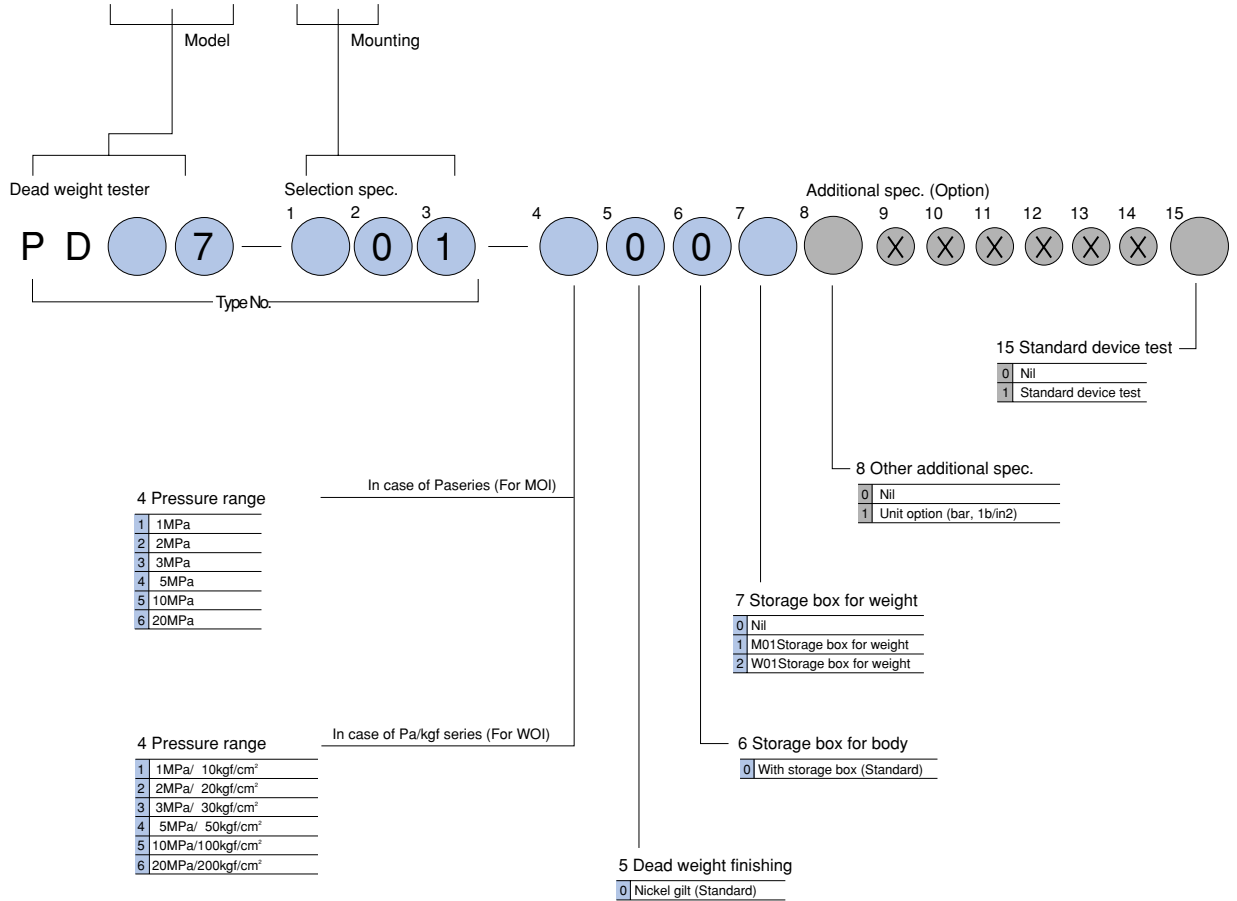 Model
Mounting
Dead weight tester
Selection spec.
Additional spec. (Option)
1 2 3 4 5 6 7 8 9 10 11 12 13 14 15
P D 7 0 1 0 0 X X X X X X
Type No.
15 Standard device test
0 Nil
1 Standard device test
8 Other additional spec.
0 Nil
1 Unit option (bar, 1b/in2)
In case of Paseries (For MOI)
4 Pressure range
1 1MPa
2 2MPa
3 3MPa
4 5MPa
5 10MPa
6 20MPa
7 Storage box for weight
0 Nil
1 M01Storage box for weight
2 W01Storage box for weight
In case of Pa/kgf series (For WOI)
4 Pressure range
1 1MPa/ 10kgf/cm²
2 2MPa/ 20kgf/cm²
3 3MPa/ 30kgf/cm²
4 5MPa/ 50kgf/cm²
5 10MPa/100kgf/cm²
6 20MPa/200kgf/cm²
6 Storage box for body
0 With storage box (Standard)
5 Dead weight finishing
0 Nickel gilt (Standard)